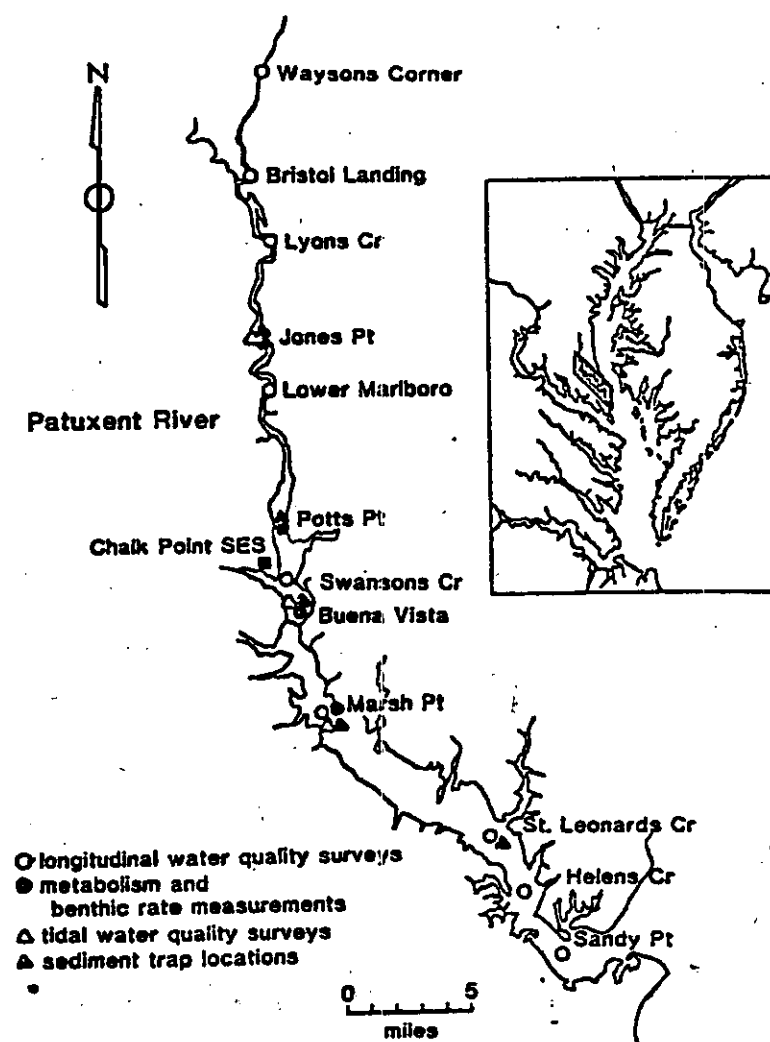 N
Waysons Corner
Bristol Landing
Lyons Cr
Jones Pt
Lower Marlboro
Patuxent River
Potts Pt
Chalk Point SES
Swansons Cr
Buena Vista
Marsh Pt
St. Leonards Cr
Helens Cr
Sandy Pt
longitudinal water quality surveys
metabolism and
benthic rate measurements
tidal water quality surveys
sediment trap locations
0 5
miles